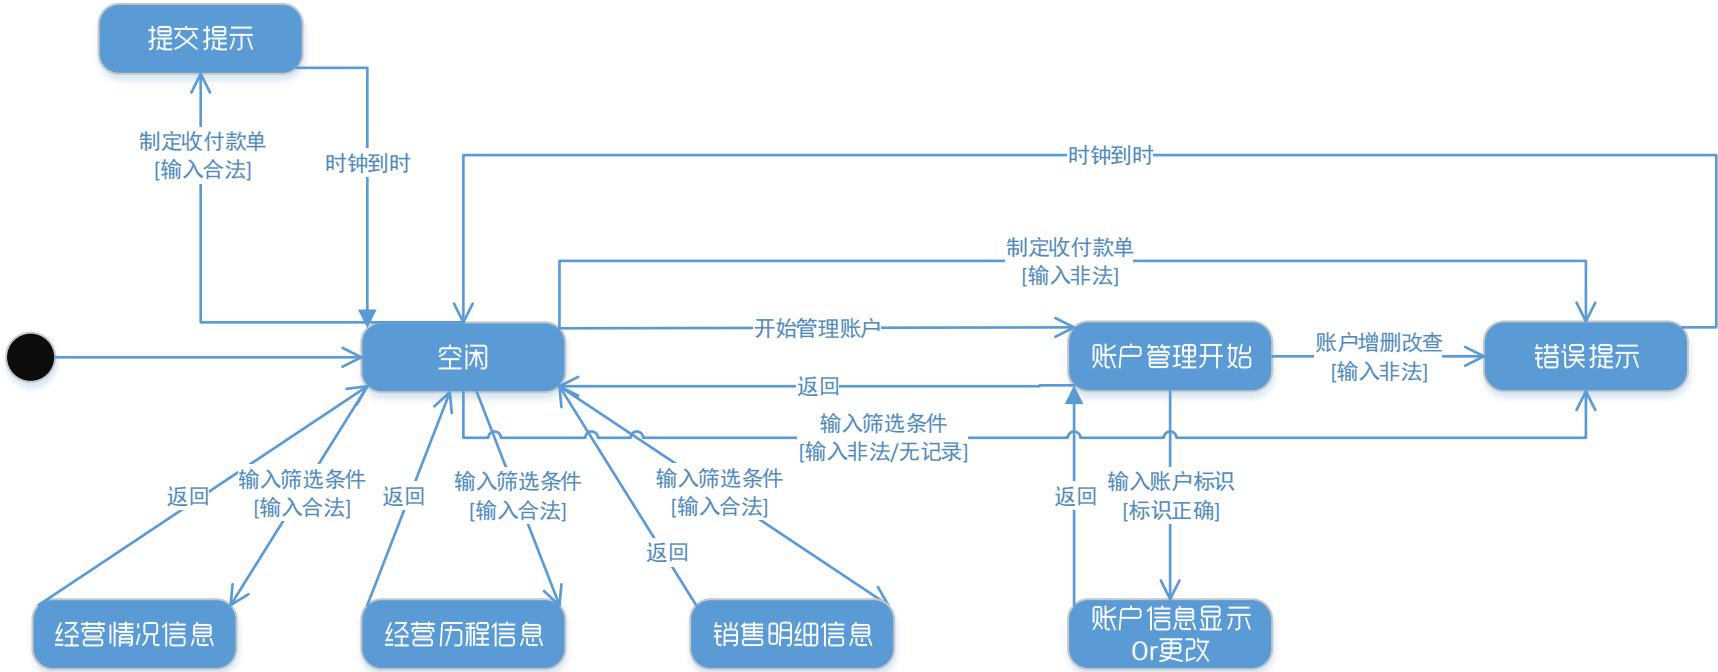 提交提示
制定收付款单
[输入合法]
时钟到时
时钟到时
制定收付款单
[输入非法]
开始管理账户
空闲
账户管理开始
账户增删改查
[输入非法]
错误提示
返回
输入筛选条件
[输入非法/无记录]
返回
输入筛选条件
[输入合法]
返回
输入筛选条件
[输入合法]
输入筛选条件
[输入合法]
返回
返回
输入账户标识
[标识正确]
经营情况信息
经营历程信息
销售明细信息
账户信息显示
Or更改